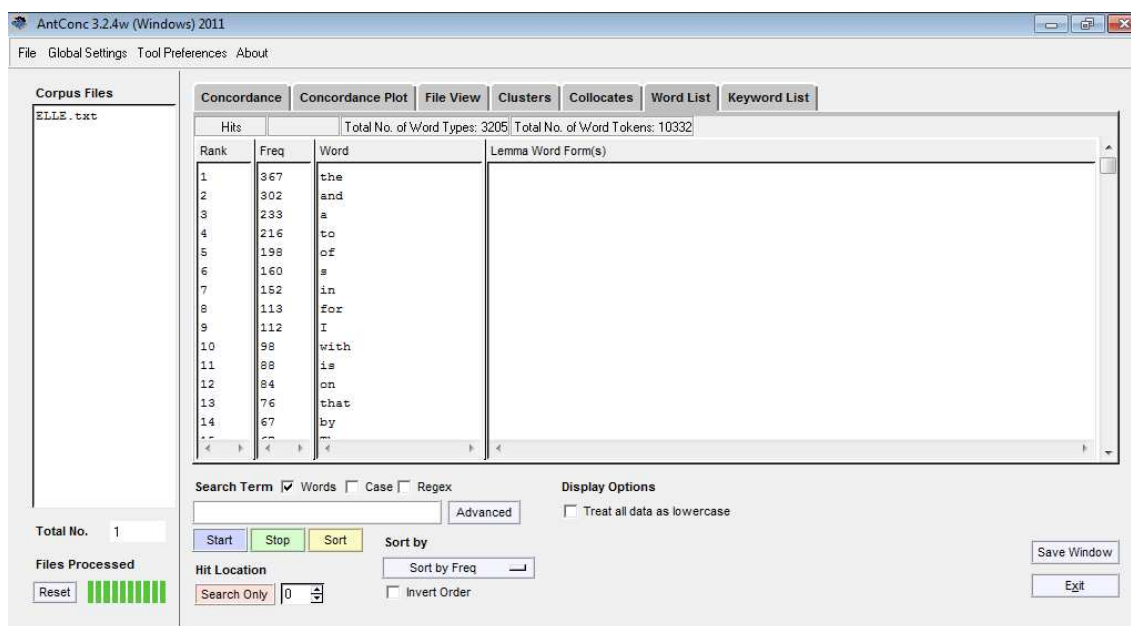 AntConc 3.2.4w (Windows) 2011
File Global Settings Tool Preferences About
Corpus Files
ELLE.txt
Concordance Concordance Plot File View Clusters Collocates Word List Keyword List
Hits Total No. of Word Types: 3205 Total No. of Word Tokens: 10332
Rank Freq Word Lemma Word Form(s)
1 367 the
2 302 and
3 233 a
4 216 to
5 198 of
6 160 s
7 152 in
8 113 for
9 112 I
10 98 with
11 88 is
12 84 on
13 76 that
14 67 by
Search Term Words Case Regex Display Options
Advanced Treat all data as lowercase
Total No. 1
Start Stop Sort Sort by
Files Processed Hit Location Sort by Freq Save Window
Reset Search Only 0 Invert Order Exit